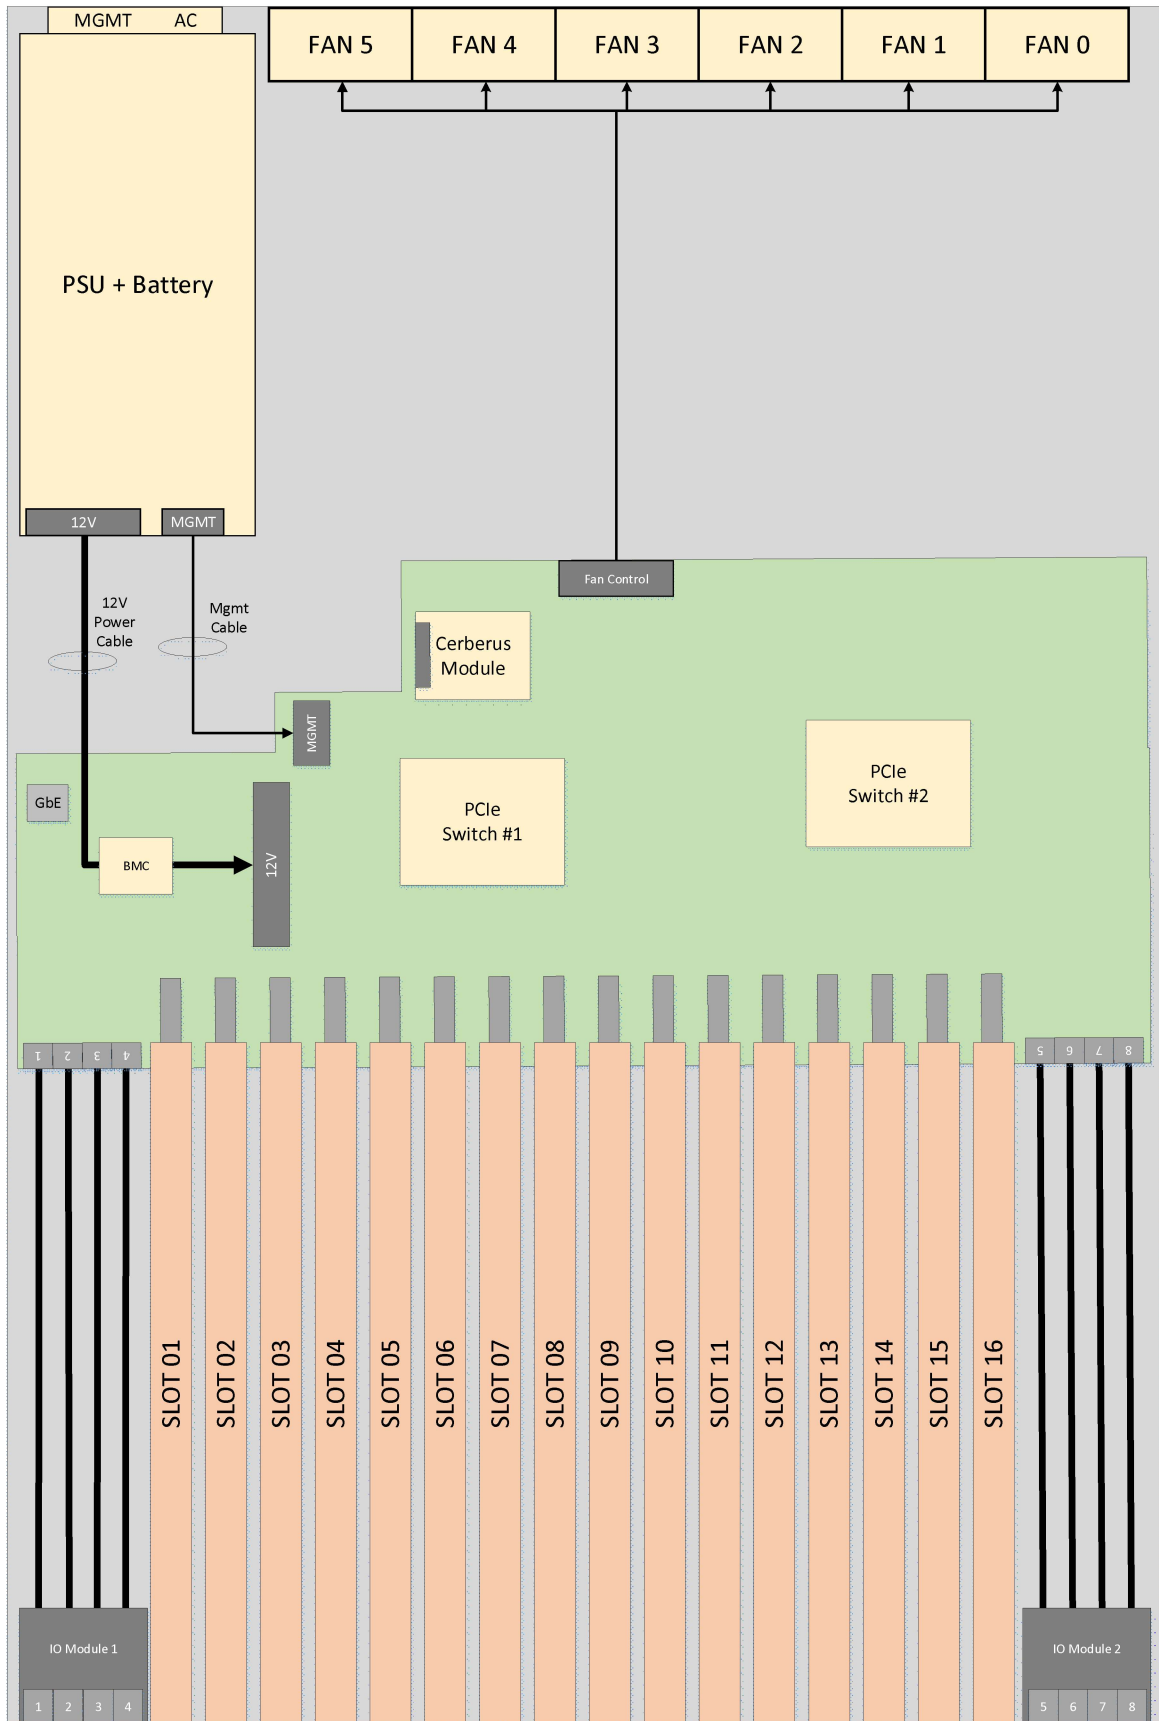 MGMT AC
FAN 5
FAN 4
FAN 3
FAN 2
FAN 1
FAN 0
PSU + Battery
12V
MGMT
12V
Power
Cable
Mgmt
Cable
Fan Control
Cerberus
Module
MGMT
PCIe
Switch #1
PCIe
Switch #2
GbE
BMC
12V
1
2
3
4
5
6
7
8
SLOT 01
SLOT 02
SLOT 03
SLOT 04
SLOT 05
SLOT 06
SLOT 07
SLOT 08
SLOT 09
SLOT 10
SLOT 11
SLOT 12
SLOT 13
SLOT 14
SLOT 15
SLOT 16
IO Module 1
1
2
3
4
IO Module 2
5
6
7
8